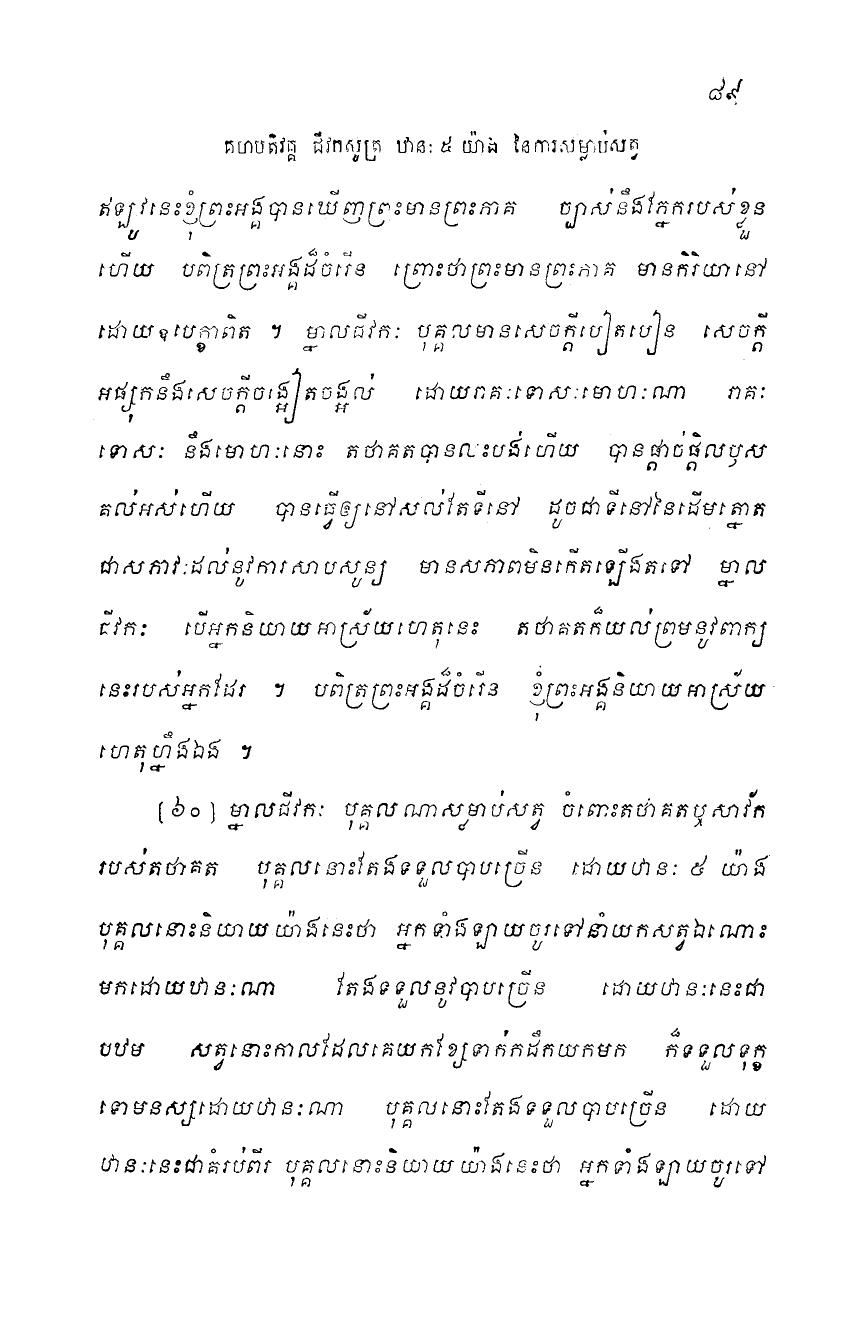 ៨៩
គហបតិវគ្គ ជីវកសូត្រ ឋានៈ ៥ យ៉ាង នៃការសម្លាប់សត្វ
ឥឡូវនេះខ្ញុំព្រះអង្គបានឃើញព្រះមានព្រះភាគ ច្បាស់នឹងភ្នែករបស់ខ្លួន
ហើយ បពិត្រព្រះអង្គដ៏ចំរើន ព្រោះថាព្រះមានព្រះភាគ មានកិរិយានៅ
ដោយឧបេក្ខាពិត ។ ម្នាលជីវកៈ បុគ្គលមានសេចក្តីបៀតបៀន សេចក្តី
អផ្សុកនឹងសេចក្តីចង្អៀតចង្អល់ ដោយរាគៈទោសៈមោហៈណា រាគៈ
ទោសៈ នឹងមោហៈនោះ តថាគតបានលះបង់ហើយ បានផ្តាច់ផ្តិលឫស
គល់អស់ហើយ បានធ្វើឲ្យនៅសល់តែទីនៅ ដូចជាទីនៅនៃដើមត្នោត
ជាសភាវៈដល់នូវការសាបសូន្យ មានសភាពមិនកើតឡើងតទៅ ម្នាល
ជីវកៈ បើអ្នកនិយាយអាស្រ័យហេតុនេះ តថាគតក៏យល់ព្រមនូវពាក្យ
នេះរបស់អ្នកដែរ ។ បពិត្រព្រះអង្គដ៏ចំរើន ខ្ញុំព្រះអង្គនិយាយអាស្រ័យ
ហេតុហ្នឹងឯង ។
[៦០] ម្នាលជីវកៈ បុគ្គលណាសម្លាប់សត្វ ចំពោះតថាគតឬសាវ័ក
របស់តថាគត បុគ្គលនោះតែងទទួលបាបច្រើន ដោយឋានៈ ៥ យ៉ាង
បុគ្គលនោះនិយាយយ៉ាងនេះថា អ្នកទាំងឡាយចូរទៅនាំយកសត្វឯណោះ
មកដោយឋានៈណា តែងទទួលនូវបាបច្រើន ដោយឋានៈនេះជា
បឋម សត្វនោះកាលដែលគេយកខ្សែទាក់កដឹកយកមក ក៏ទទួលទុក្ខ
ទោមនស្សដោយឋានៈណា បុគ្គលនោះតែងទទួលបាបច្រើន ដោយ
ឋានៈនេះជាគំរប់ពីរ បុគ្គលនោះនិយាយយ៉ាងនេះថា អ្នកទាំងឡាយចូរទៅ